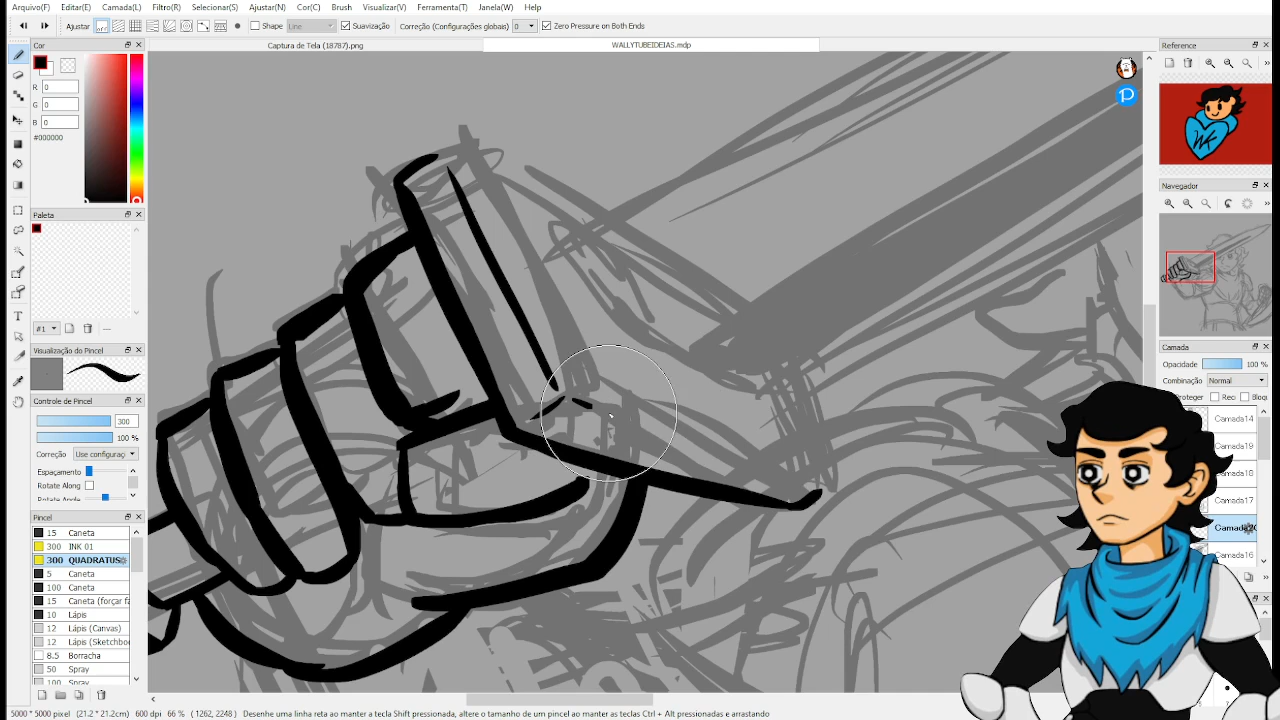 Arquivo(F) Editar(E) Camada(L) Filtro(R) Selecionar(S) Ajustar(N) Cor(C) Brush Visualizar(V) Ferramenta(T) Janela(W) Help
Ajustar Shape Line Suavização Correção (Configurações globais) 0 Zero Pressure on Both Ends
Cor
Captura de Tela (18787).png
WALLYTUBEIDEIAS.mdp
Reference
R 0
G 0
B 0
#000000
Paleta
Navegador
#1
Visualização do Pincel
Camada
Opacidade 100 %
Combinação Normal
Controle de Pincel
300
100 %
Correção Use configuraç
Espaçamento
Rotate Along
Rotate Angle
Camada14
Camada19
Camada18
Camada17
Camada16
Pincel
15 Caneta
300 INK 01
300 QUADRATUS
5 Caneta
100 Caneta
15 Caneta (forçar fa
10 Lápis
12 Lápis (Canvas)
12 Lápis (Sketchboo
8.5 Borracha
50 Spray
100 Spray
5000 * 5000 pixel (21.2 * 21.2cm) 600 dpi 66 % ( 1262, 2248 ) Desenhe uma linha reta ao manter a tecla Shift pressionada, altere o tamanho de um pincel ao manter as teclas Ctrl + Alt pressionadas e arrastando